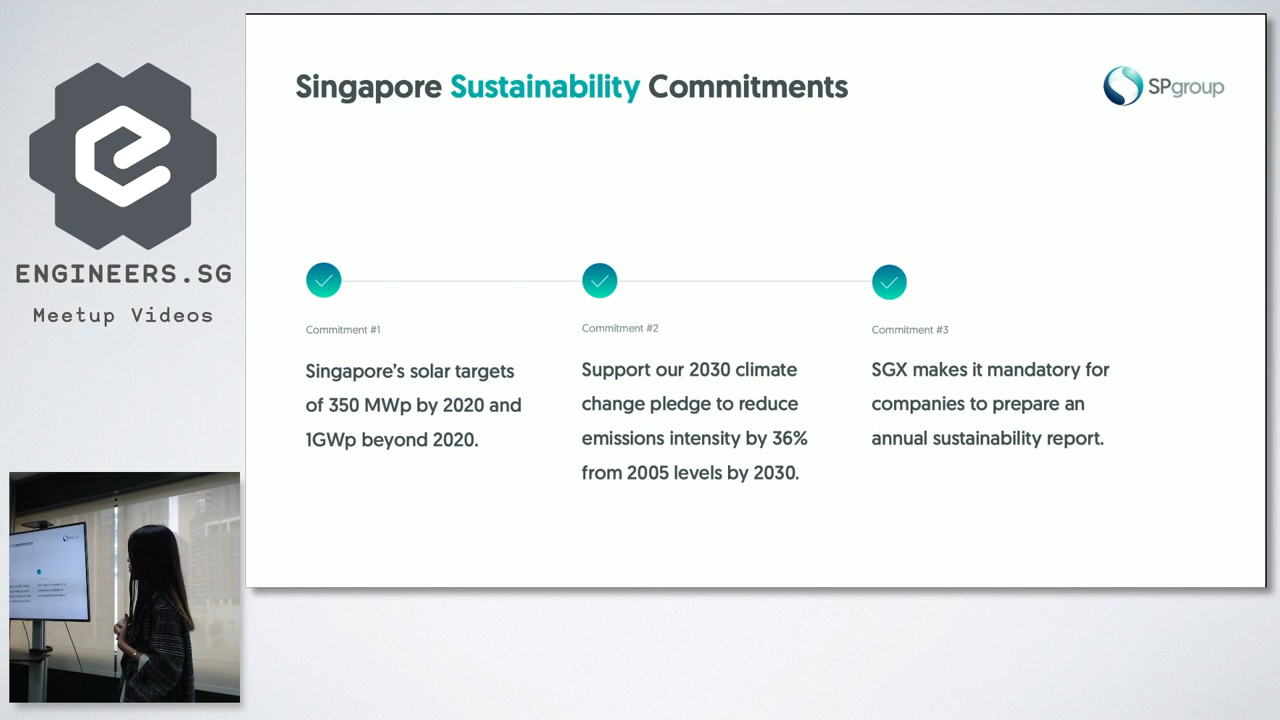 Singapore Sustainability Commitments
SPgroup
ENGINEERS.SG
Meetup Videos
Commitment #1
Singapore's solar targets
of 350 MWp by 2020 and
1GWp beyond 2020.
Commitment #2
Support our 2030 climate
change pledge to reduce
emissions intensity by 36%
from 2005 levels by 2030.
Commitment #3
SGX makes it mandatory for
companies to prepare an
annual sustainability report.